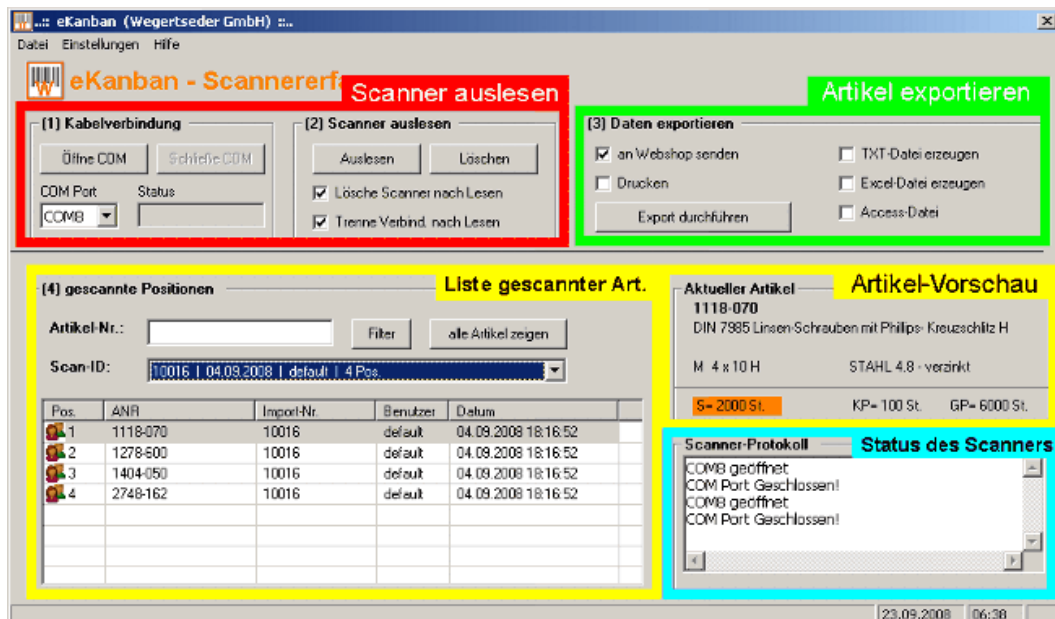 ..:: eKanban (Wegertseder GmbH) ::..
Datei Einstellungen Hilfe
eKanban - Scannererfa
Scanner auslesen
Artikel exportieren
(1) Kabelverbindung
Öffne COM
Schließe COM
COM Port Status
COM8
(2) Scanner auslesen
Auslesen Löschen
Lösche Scanner nach Lesen
Trenne Verbind. nach Lesen
(3) Daten exportieren
an Webshop senden TXT-Datei erzeugen
Drucken Excel-Datei erzeugen
Export durchführen Access-Datei
Liste gescannter Art.
(4) gescannte Positionen
Artikel-Nr.: Filter alle Artikel zeigen
Scan-ID: 10016 | 04.09.2008 | default | 4 Pos.
Pos. ANR Import-Nr. Benutzer Datum
1 1118-070 10016 default 04.09.2008 18:16:52
2 1278-600 10016 default 04.09.2008 18:16:52
3 1404-050 10016 default 04.09.2008 18:16:52
4 2748-162 10016 default 04.09.2008 18:16:52
Artikel-Vorschau
Aktueller Artikel
1118-070
DIN 7985 Linsen-Schrauben mit Philips- Kreuzschlitz H
M 4 x 10 H STAHL 4.8 - verzinkt
S= 2000 St. KP= 100 St. GP= 6000 St.
Scanner-Protokoll
Status des Scanners
COM8 geöffnet
COM Port Geschlossen!
COM8 geöffnet
COM Port Geschlossen!
23.09.2008 06:38